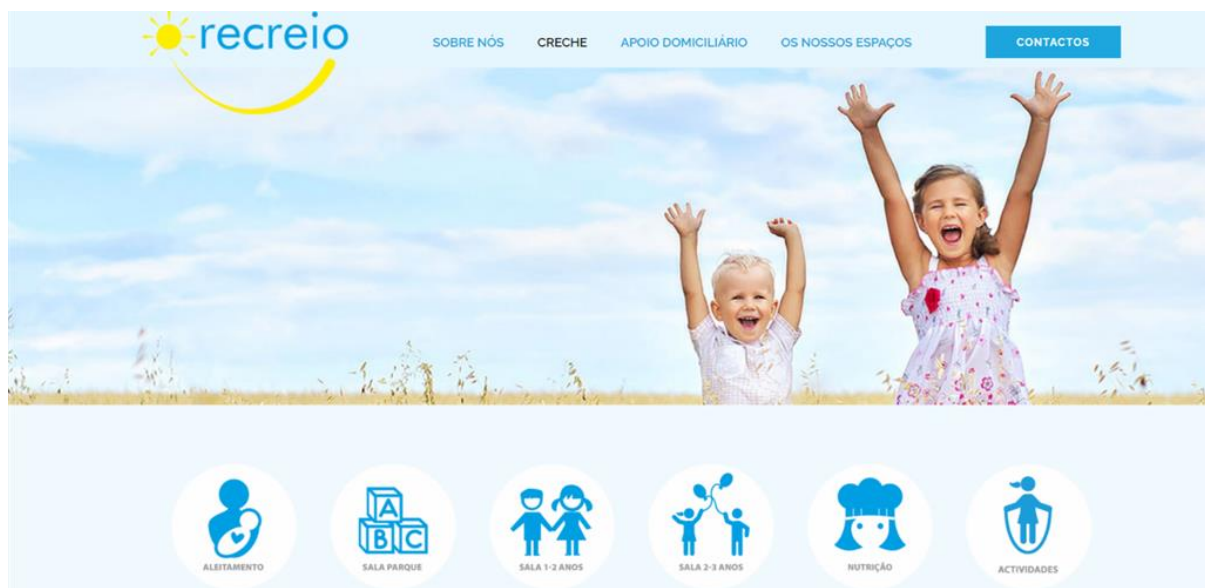 recreio
SOBRE NÓS CRECHE APOIO DOMICILIÁRIO OS NOSSOS ESPAÇOS CONTACTOS
A
B C
ALEITAMENTO SALA PARQUE SALA 1-2 ANOS SALA 2-3 ANOS NUTRIÇÃO ACTIVIDADES